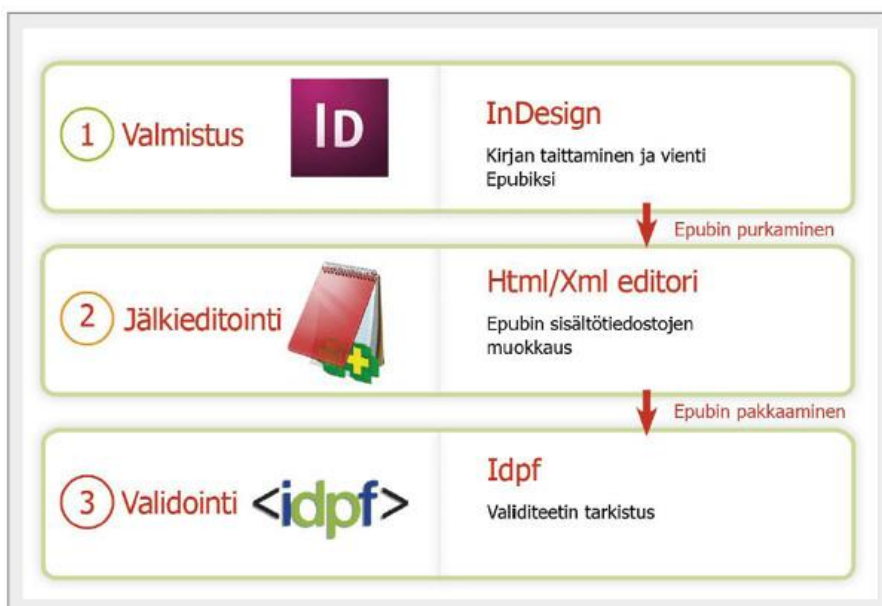 1 Valmistus
ID
InDesign
Kirjan taittaminen ja vienti
Epubiksi
Epubin purkaminen
2 Jälkieditointi
Html/Xml editori
Epubin sisältötiedostojen
muokkaus
Epubin pakkaaminen
3 Validointi
<idpf>
Idpf
Validiteetin tarkistus